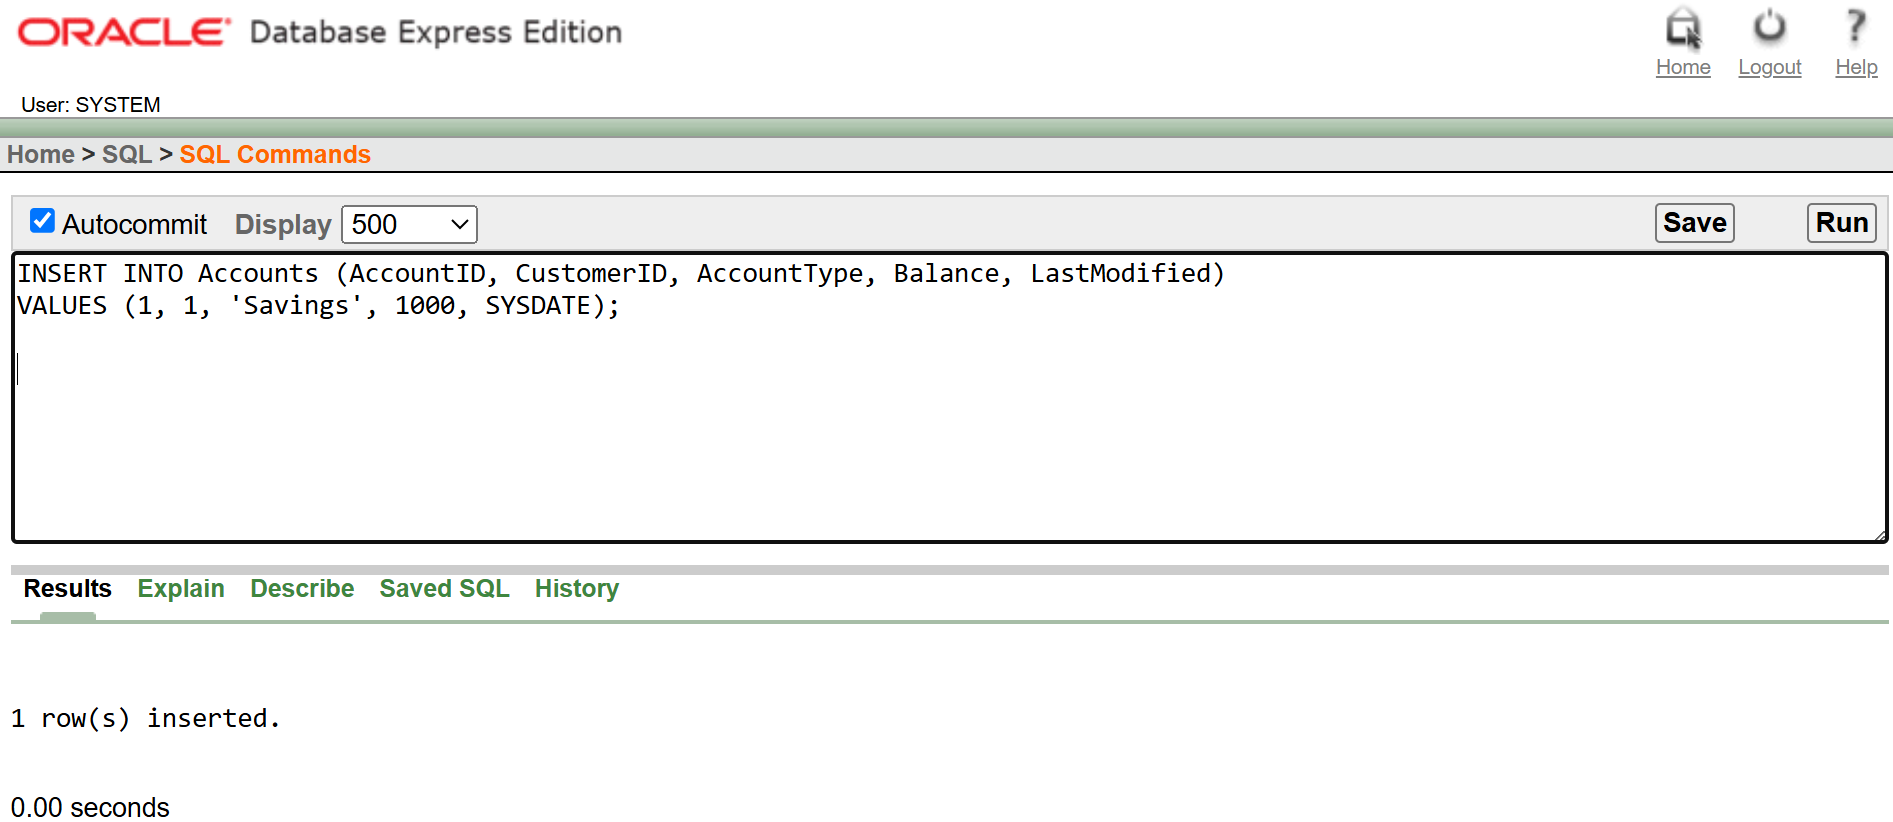 ORACLE Database Express Edition
Home Logout Help
User: SYSTEM
Home > SQL > SQL Commands
Autocommit Display 500 Save Run
INSERT INTO Accounts (AccountID, CustomerID, AccountType, Balance, LastModified)
VALUES (1, 1, 'Savings', 1000, SYSDATE);
Results Explain Describe Saved SQL History
1 row(s) inserted.
0.00 seconds